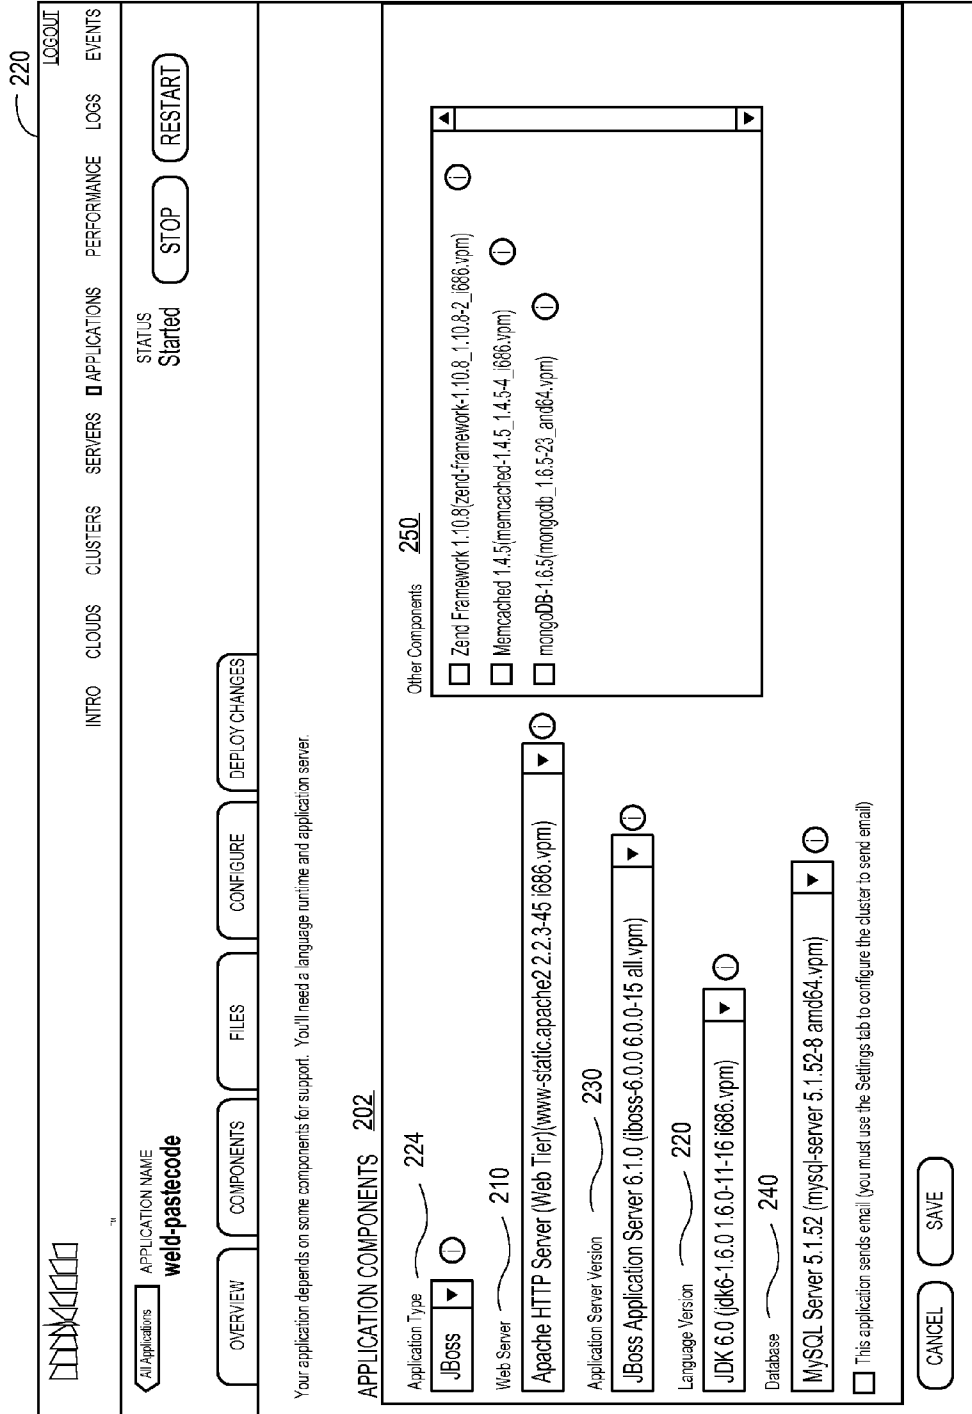 220
LOGOUT
INTRO CLOUDS CLUSTERS SERVERS APPLICATIONS PERFORMANCE LOGS EVENTS
TM
All Applications
APPLICATION NAME
weld-pastecode
STATUS
Started
STOP RESTART
OVERVIEW COMPONENTS FILES CONFIGURE DEPLOY CHANGES
Your application depends on some components for support. You'll need a language runtime and application server.
APPLICATION COMPONENTS 202
Application Type 224
JBoss i
Web Server 210
Apache HTTP Server (Web Tier)(www-static.apache2 2.2.3-45 i686.vpm) i
Application Server Version 230
JBoss Application Server 6.1.0 (iboss-6.0.0 6.0.0-15 all.vpm) i
Language Version 220
JDK 6.0 (jdk6-1.6.0 1.6.0-11-16 i686.vpm) i
Database 240
MySQL Server 5.1.52 (mysql-server 5.1.52-8 amd64.vpm) i
This application sends email (you must use the Settings tab to configure the cluster to send email)
Other Components 250
Zend Framework 1.10.8(zend-framework-1.10.8_1.10.8-2_i686.vpm) i
Memcached 1.4.5(memcached-1.4.5_1.4.5-4_i686.vpm) i
mongoDB-1.6.5(mongodb_1.6.5-23_and64.vpm) i
CANCEL SAVE